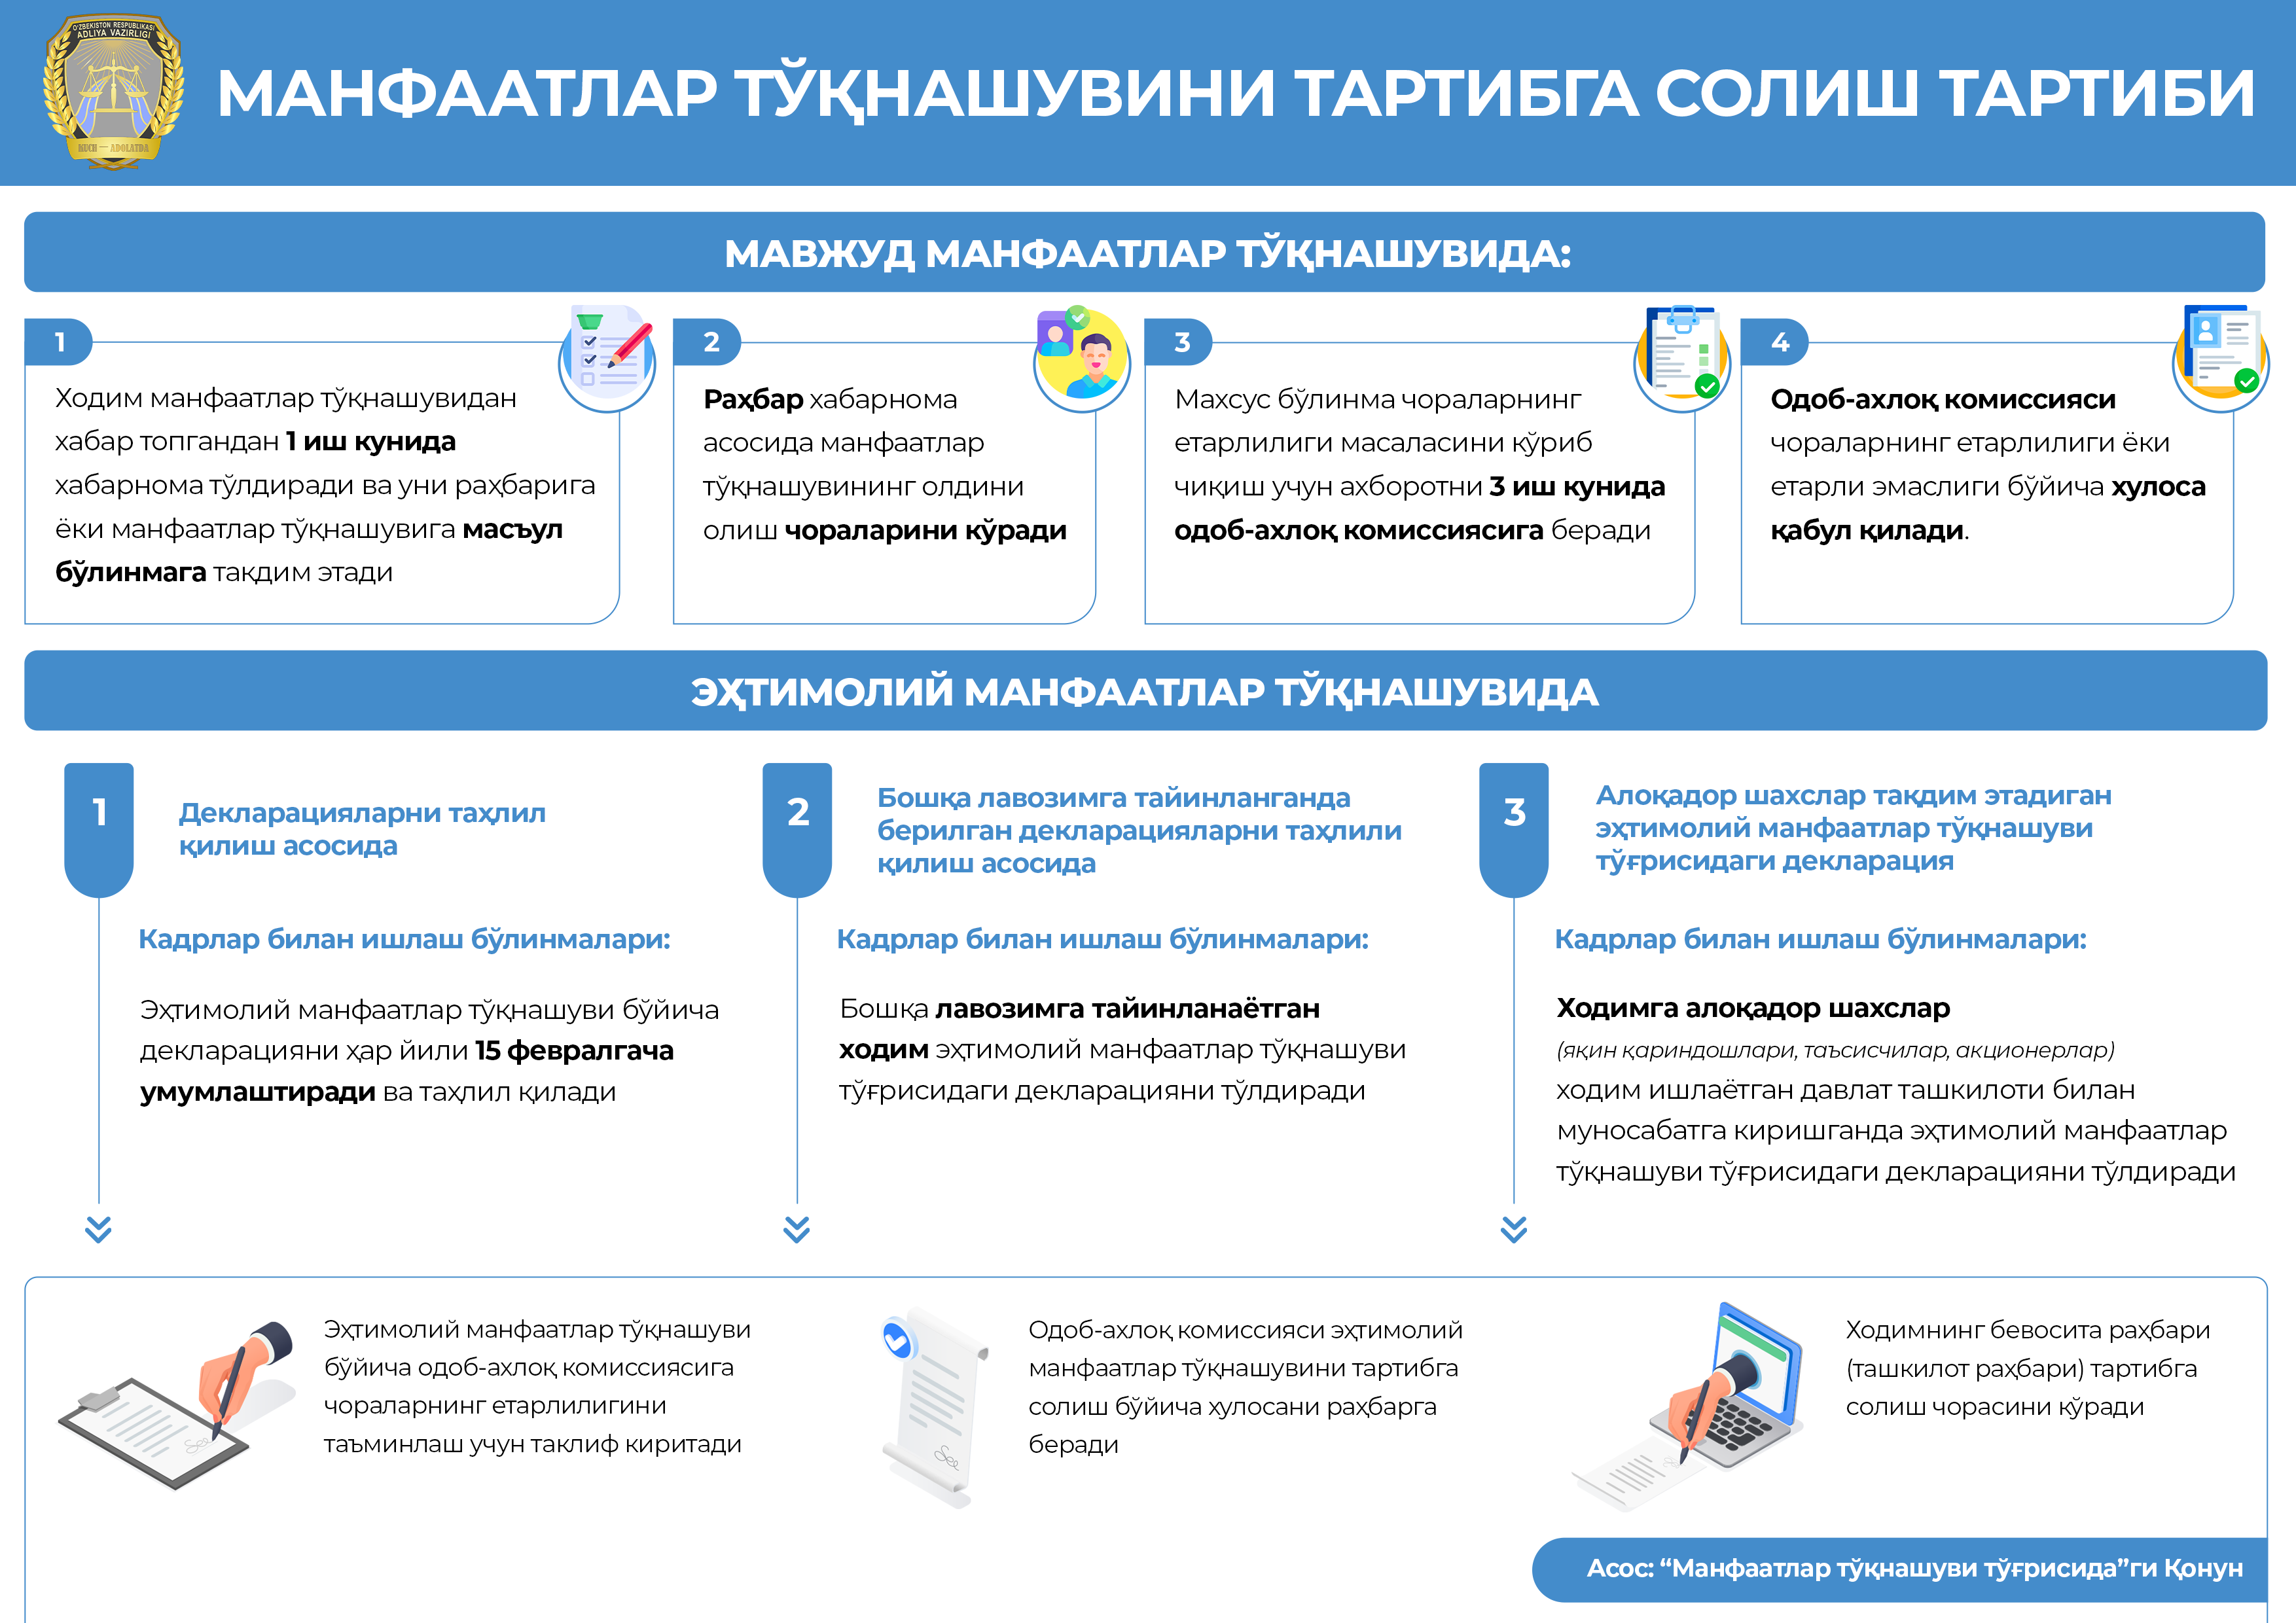 O'ZBEKISTON RESPUBLIKASI
ADLIYA VAZIRLIGI
KUCH — ADOLATDA
МАНФААТЛАР ТЎҚНАШУВИНИ ТАРТИБГА СОЛИШ ТАРТИБИ
МАВЖУД МАНФААТЛАР ТЎҚНАШУВИДА:
1
Ходим манфаатлар тўқнашувидан
хабар топгандан 1 иш кунида
хабарнома тўлдиради ва уни раҳбарига
ёки манфаатлар тўқнашувига масъул
бўлинмага тақдим этади
2
Раҳбар хабарнома
асосида манфаатлар
тўқнашувининг олдини
олиш чораларини кўради
3
Махсус бўлинма чораларнинг
етарлилиги масаласини кўриб
чиқиш учун ахборотни 3 иш кунида
одоб-ахлоқ комиссиясига беради
4
Одоб-ахлоқ комиссияси
чораларнинг етарлилиги ёки
етарли эмаслиги бўйича хулоса
қабул қилади.
ЭҲТИМОЛИЙ МАНФААТЛАР ТЎҚНАШУВИДА
1
Декларацияларни таҳлил
қилиш асосида
Кадрлар билан ишлаш бўлинмалари:
Эҳтимолий манфаатлар тўқнашуви бўйича
декларацияни ҳар йили 15 февралгача
умумлаштиради ва таҳлил қилади
2
Бошқа лавозимга тайинланганда
берилган декларацияларни таҳлили
қилиш асосида
Кадрлар билан ишлаш бўлинмалари:
Бошқа лавозимга тайинланаётган
ходим эҳтимолий манфаатлар тўқнашуви
тўғрисидаги декларацияни тўлдиради
3
Алоқадор шахслар тақдим этадиган
эҳтимолий манфаатлар тўқнашуви
тўғрисидаги декларация
Кадрлар билан ишлаш бўлинмалари:
Ходимга алоқадор шахслар
(яқин қариндошлари, таъсисчилар, акционерлар)
ходим ишлаётган давлат ташкилоти билан
муносабатга киришганда эҳтимолий манфаатлар
тўқнашуви тўғрисидаги декларацияни тўлдиради
Эҳтимолий манфаатлар тўқнашуви
бўйича одоб-ахлоқ комиссиясига
чораларнинг етарлилигини
таъминлаш учун таклиф киритади
Одоб-ахлоқ комиссияси эҳтимолий
манфаатлар тўқнашувини тартибга
солиш бўйича хулосани раҳбарга
беради
Ходимнинг бевосита раҳбари
(ташкилот раҳбари) тартибга
солиш чорасини кўради
Асос: “Манфаатлар тўқнашуви тўғрисида”ги Қонун